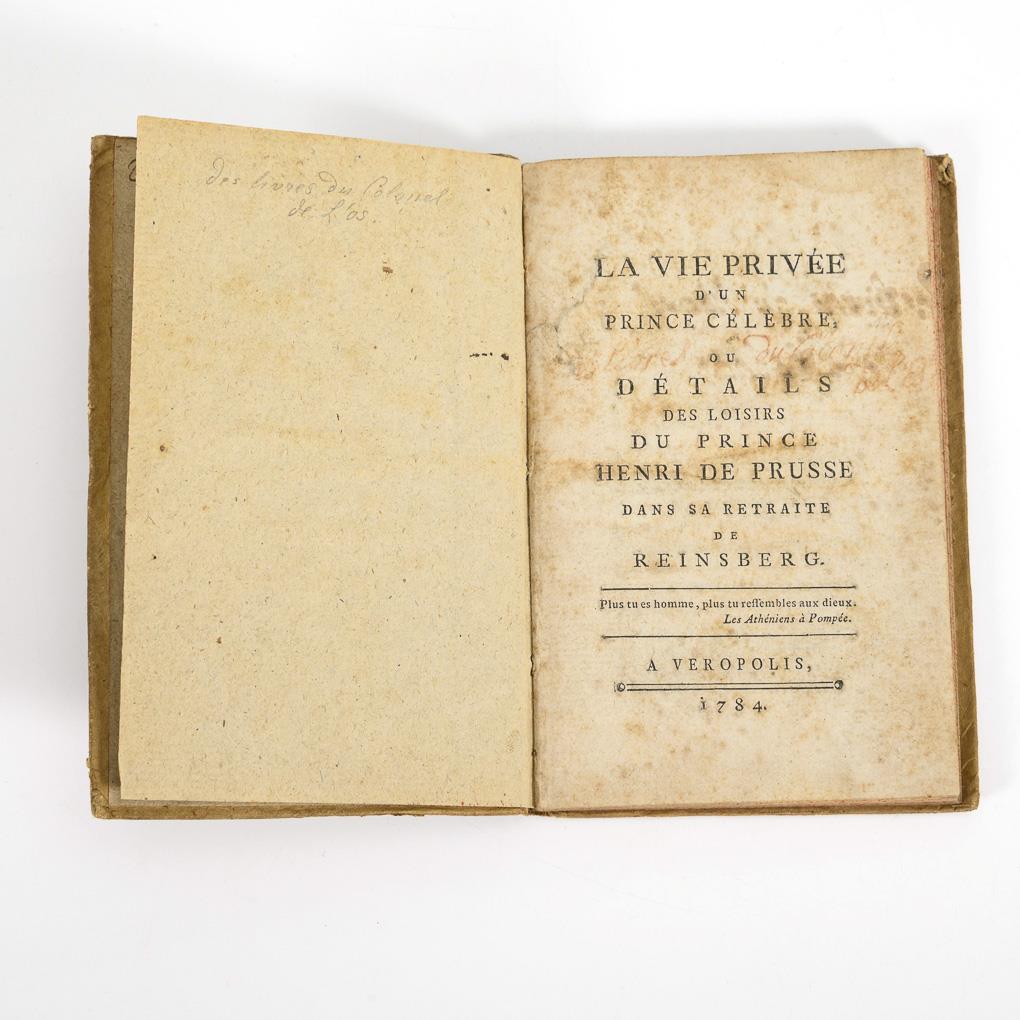 des livres du Colonel
de L'os.
LA VIE PRIVÉE
D'UN
PRINCE CÉLÈBRE,
OU
DÉTAILS
DES LOISIRS
DU PRINCE
HENRI DE PRUSSE
DANS SA RETRAITE
DE
REINSBERG.
Plus tu es homme, plus tu reſſembles aux dieux.
Les Athéniens à Pompée.
A VEROPOLIS,
1784.